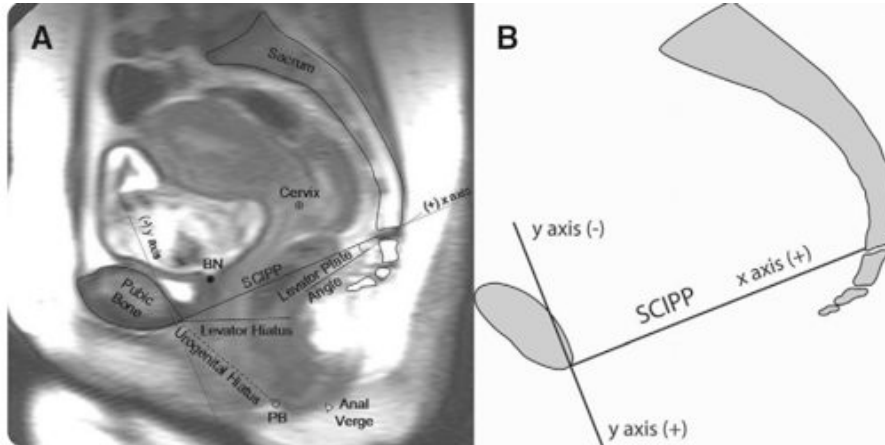 A
Sacrum
Cervix
(+) x axis
(-) y axis
BN
SCIPP
Levator Plate
Angle
Pubic
Bone
Levator Hiatus
Urogenital Hiatus
PB
Anal
Verge
B
y axis (-)
SCIPP
x axis (+)
y axis (+)